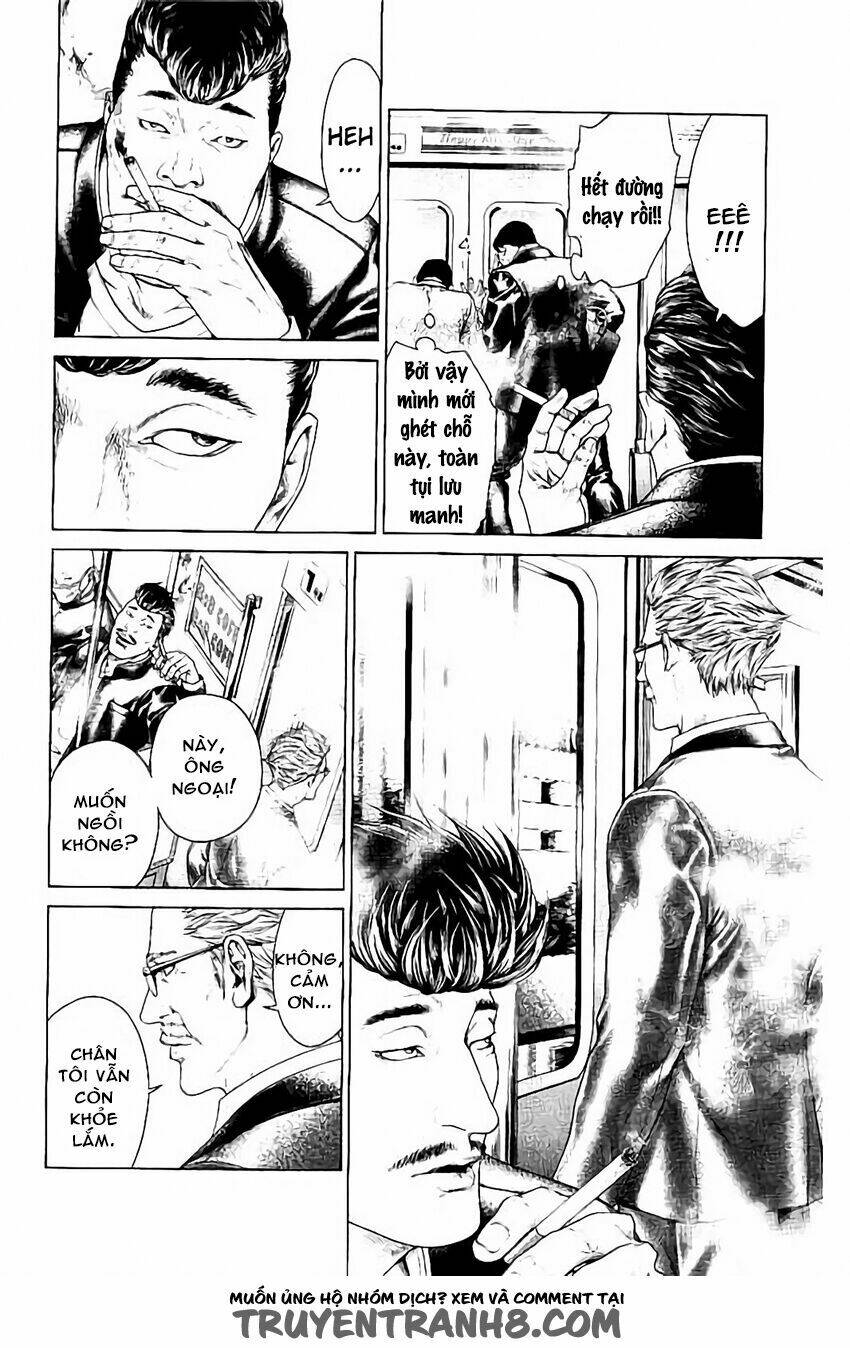 HEH
...
Happy
EEÊ
!!!
Hết đường
chạy rồi!!
Bởi vậy
mình mới
ghét chỗ
này, toàn
tụi lưu
manh!
NÀY,
ÔNG
NGOẠI!
MUỐN
NGỒI
KHÔNG?
KHÔNG,
CẢM
ƠN...
CHÂN
TÔI VẪN
CÒN
KHỎE
LẮM.
MUỐN ỦNG HỘ NHÓM DỊCH? XEM VÀ COMMENT TẠI
TRUYENTRANH8.COM